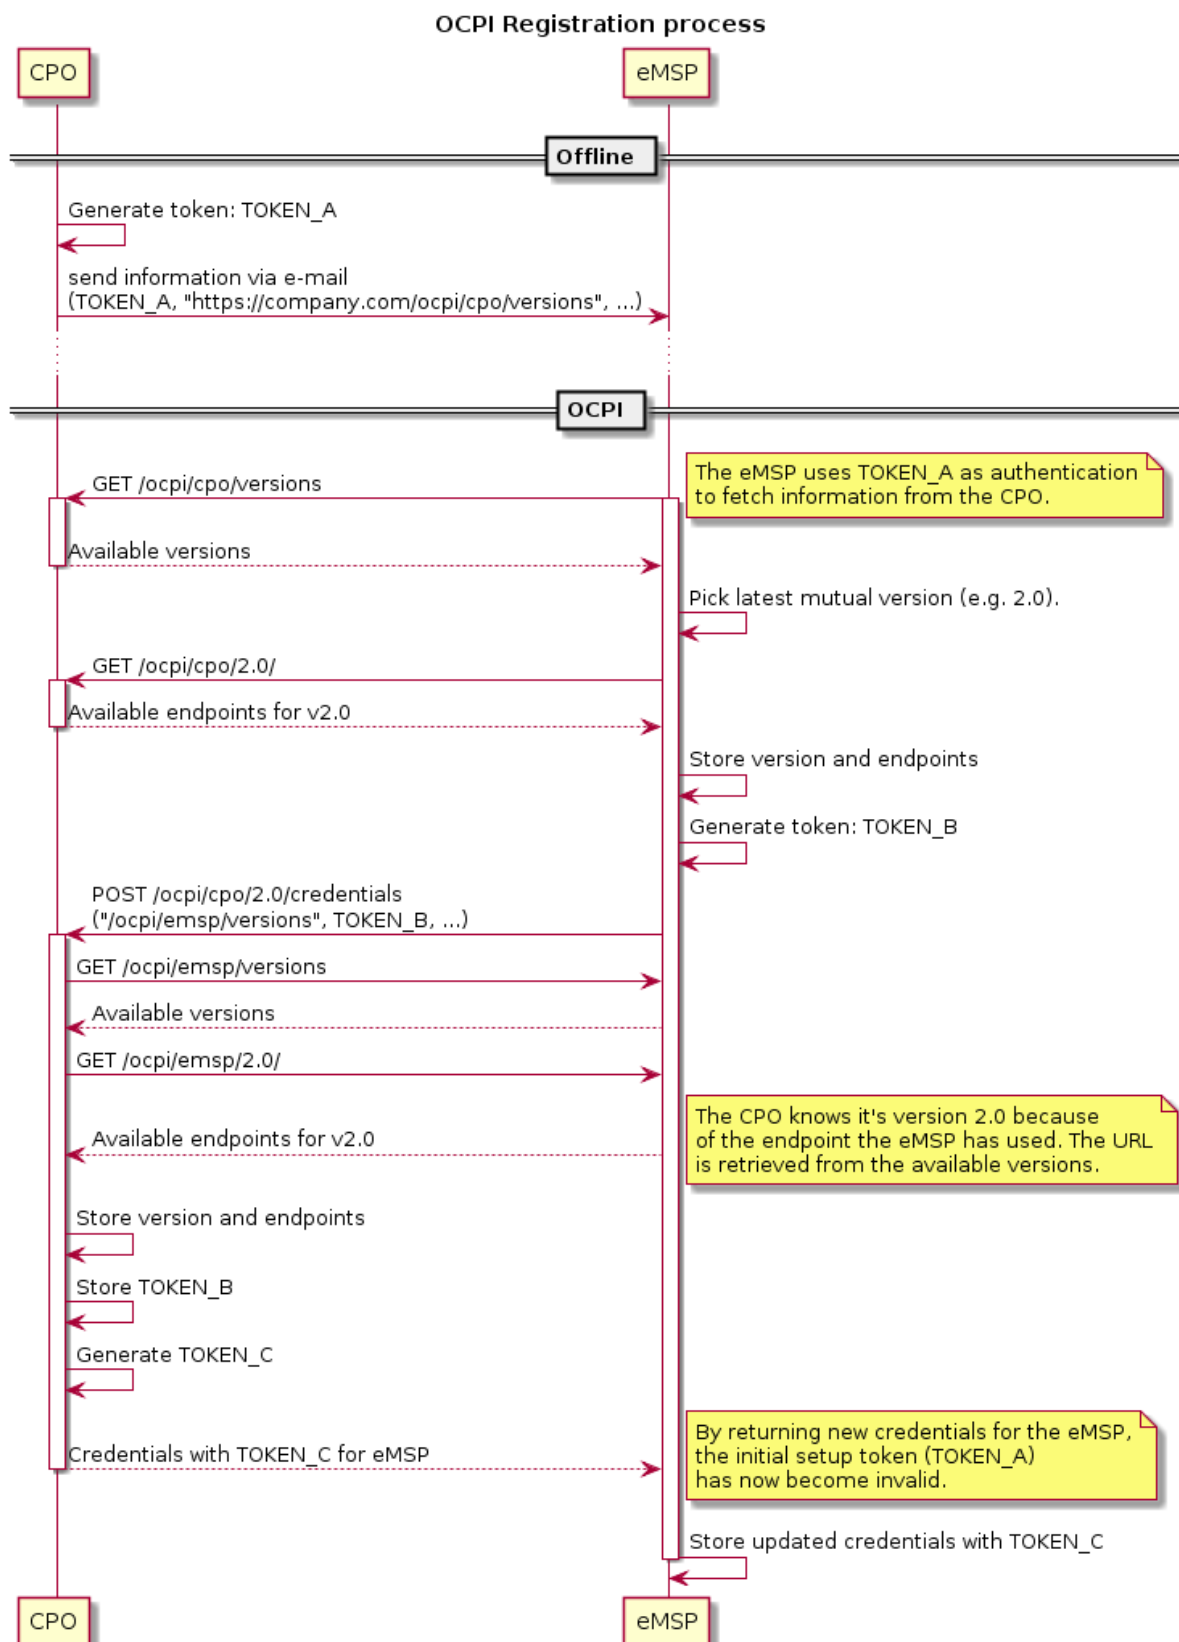 OCPI Registration process
CPO
eMSP
Offline
Generate token: TOKEN_A
send information via e-mail
(TOKEN_A, "https://company.com/ocpi/cpo/versions", ...)
OCPI
GET /ocpi/cpo/versions
The eMSP uses TOKEN_A as authentication
to fetch information from the CPO.
Available versions
Pick latest mutual version (e.g. 2.0).
GET /ocpi/cpo/2.0/
Available endpoints for v2.0
Store version and endpoints
Generate token: TOKEN_B
POST /ocpi/cpo/2.0/credentials
("/ocpi/emsp/versions", TOKEN_B, ...)
GET /ocpi/emsp/versions
Available versions
GET /ocpi/emsp/2.0/
Available endpoints for v2.0
The CPO knows it's version 2.0 because
of the endpoint the eMSP has used. The URL
is retrieved from the available versions.
Store version and endpoints
Store TOKEN_B
Generate TOKEN_C
Credentials with TOKEN_C for eMSP
By returning new credentials for the eMSP,
the initial setup token (TOKEN_A)
has now become invalid.
Store updated credentials with TOKEN_C
CPO
eMSP